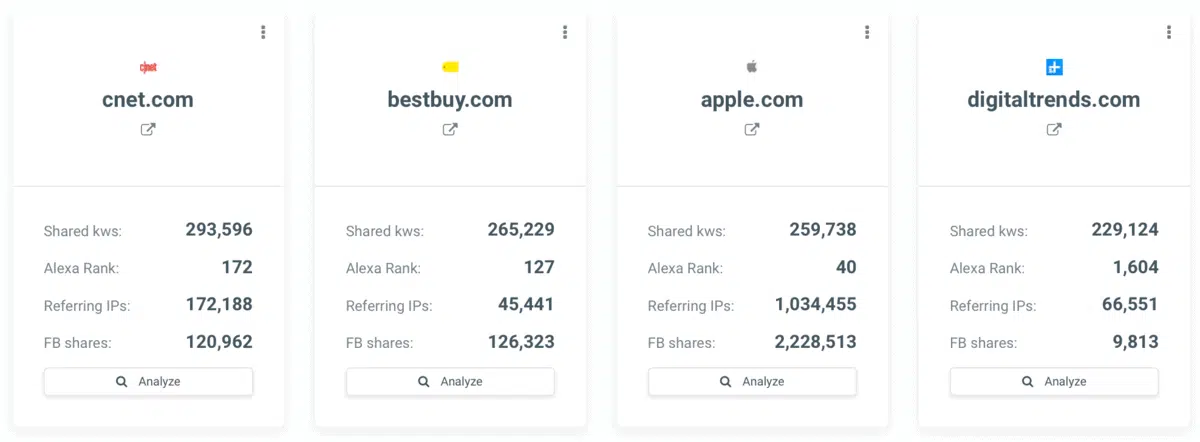 cnet
cnet.com
Shared kws: 293,596
Alexa Rank: 172
Referring IPs: 172,188
FB shares: 120,962
Analyze
bestbuy.com
Shared kws: 265,229
Alexa Rank: 127
Referring IPs: 45,441
FB shares: 126,323
Analyze
apple.com
Shared kws: 259,738
Alexa Rank: 40
Referring IPs: 1,034,455
FB shares: 2,228,513
Analyze
digitaltrends.com
Shared kws: 229,124
Alexa Rank: 1,604
Referring IPs: 66,551
FB shares: 9,813
Analyze